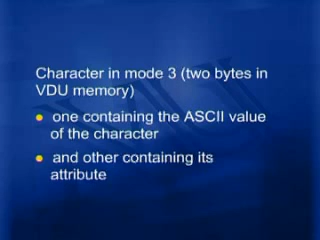 Character in mode 3 (two bytes in
VDU memory)
one containing the ASCII value
of the character
and other containing its
attribute